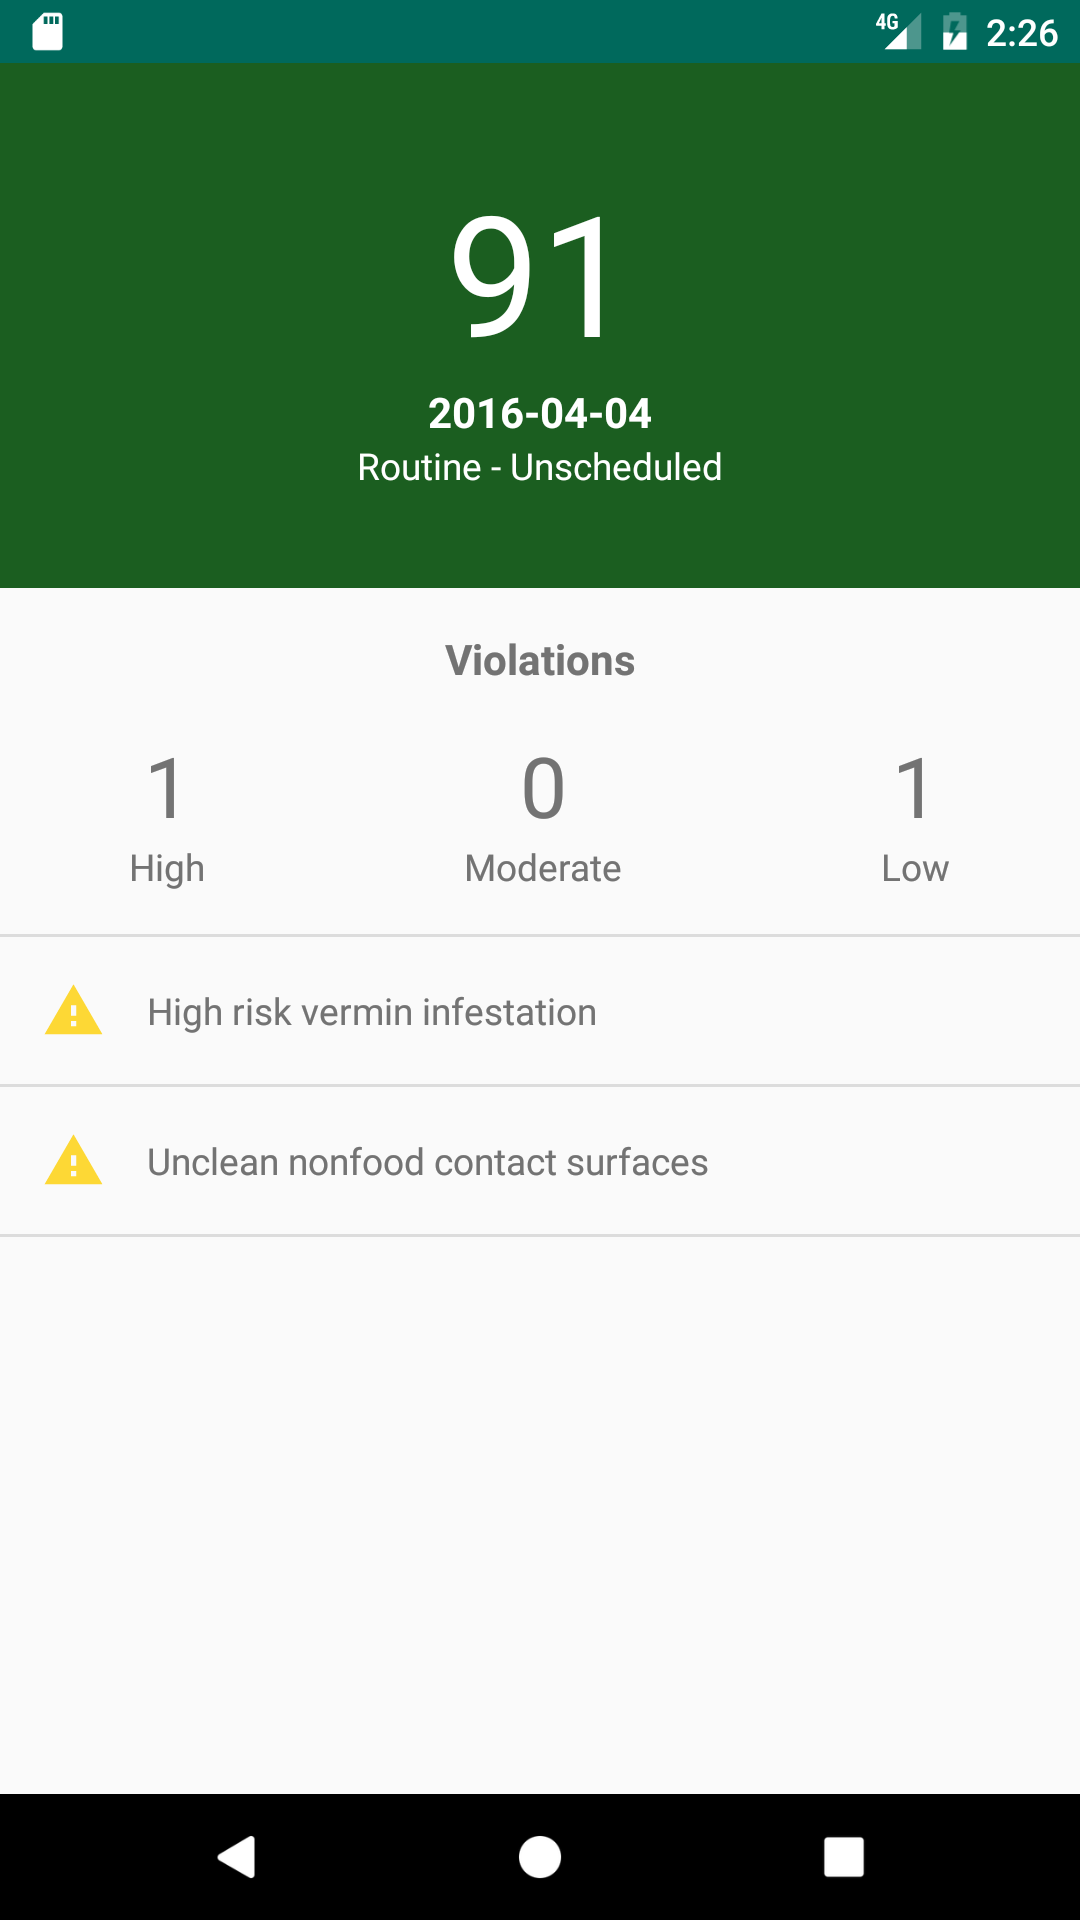 4G 2:26
91
2016-04-04
Routine - Unscheduled
Violations
1 0 1
High Moderate Low
High risk vermin infestation
Unclean nonfood contact surfaces